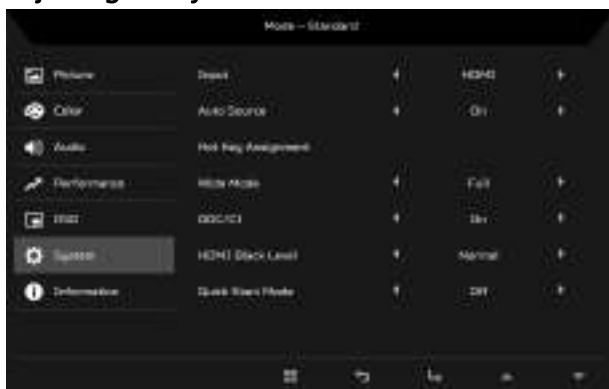 Mode - Standard
Picture
Input
HDMI
Color
Auto Source
On
Audio
Hot Key Assignment
Performance
Wide Mode
Full
OSD
DDC/CI
On
System
HDMI Black Level
Normal
Information
Quick Start Mode
Off